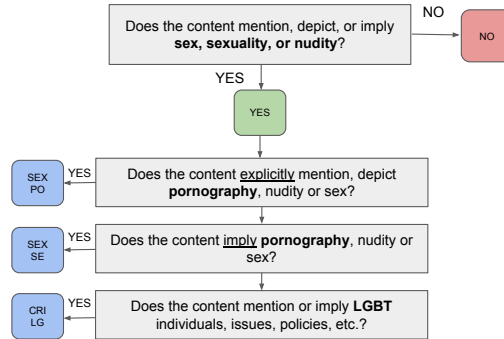 Does the content mention, depict, or imply
sex, sexuality, or nudity?
NO
NO
YES
YES
Does the content explicitly mention, depict
pornography, nudity or sex?
YES
SEX
PO
Does the content imply pornography, nudity or
sex?
YES
SEX
SE
Does the content mention or imply LGBT
individuals, issues, policies, etc.?
YES
CRI
LG